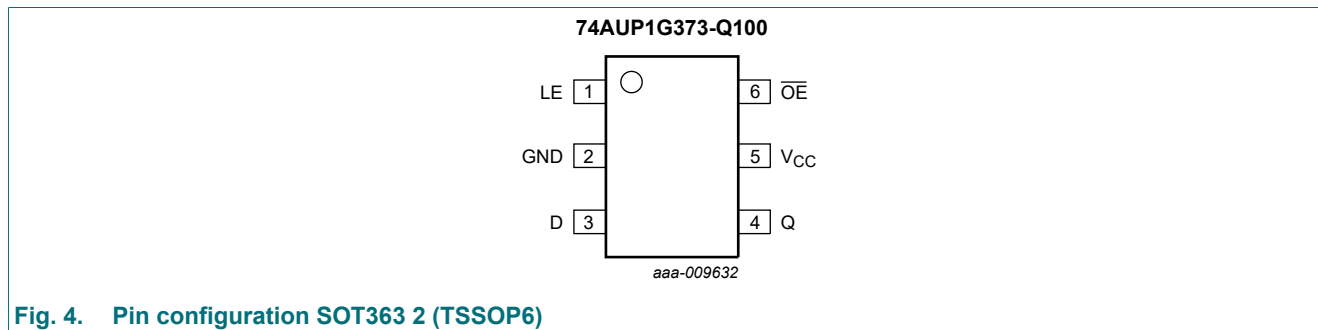 74AUP1G373-Q100
LE 1 6 O̅E̅
GND 2 5 VCC
D 3 4 Q
aaa-009632
Fig. 4. Pin configuration SOT363 2 (TSSOP6)